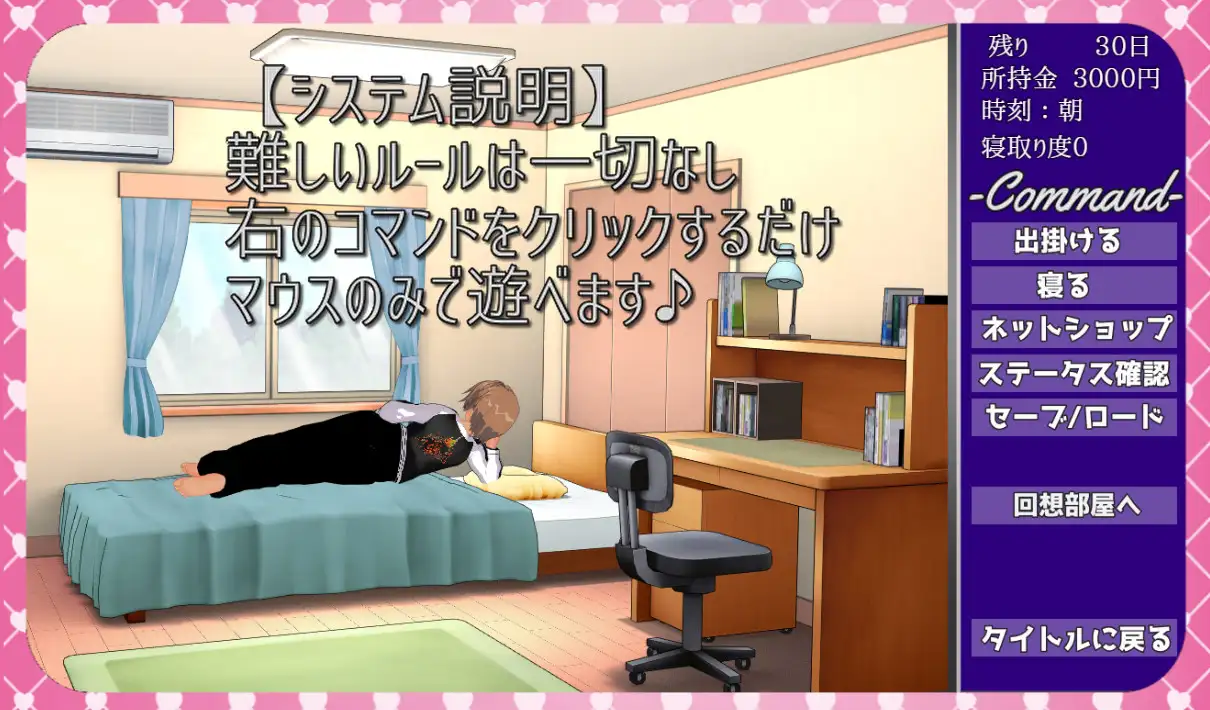 【システム説明】
難しいルールは一切なし
右のコマンドをクリックするだけ
マウスのみで遊べます♪
残り 30日
所持金 3000円
時刻：朝
寝取り度0
-Command-
出掛ける
寝る
ネットショップ
ステータス確認
セーブ/ロード
回想部屋へ
タイトルに戻る